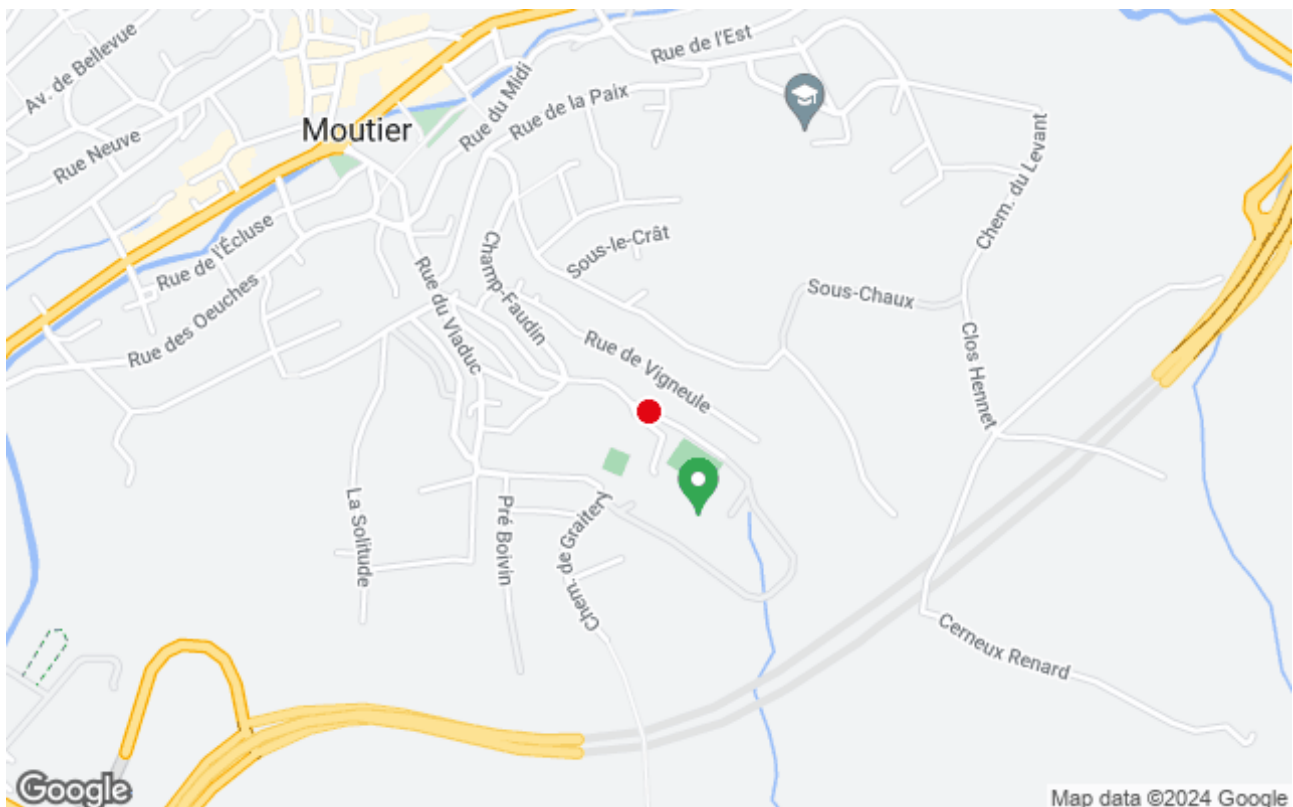 Rue de l'Est
Av. de Bellevue
Rue du Midi
Rue de la Paix
Moutier
Rue Neuve
Chem. du Levant
Rue de l'Écluse
Champ-Faudin
Sous-le-Crât
Rue du Viaduc
Sous-Chaux
Rue des Oeuches
Rue de Vigneule
Clos Hennet
La Solitude
Pré Boivin
Chem. de Graitery
Cerneux Renard
Google
Map data ©2024 Google